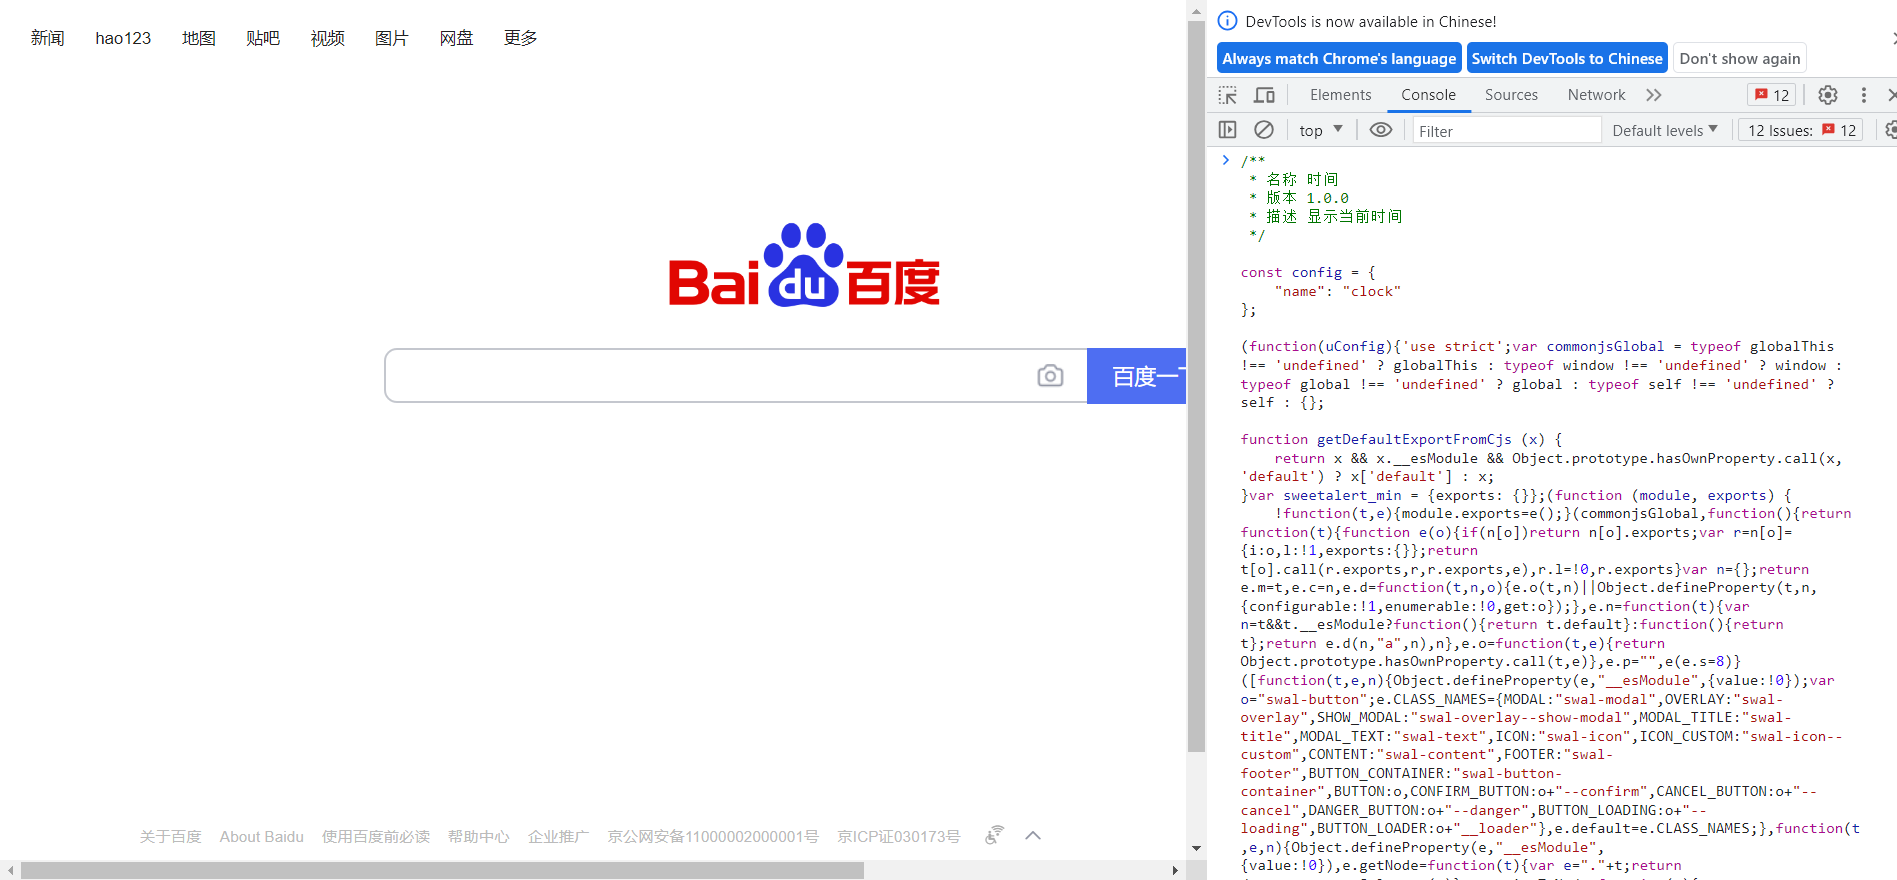 新闻 hao123 地图 贴吧 视频 图片 网盘 更多
Bai du 百度
百度一
关于百度 About Baidu 使用百度前必读 帮助中心 企业推广 京公网安备11000002000001号 京ICP证030173号
DevTools is now available in Chinese!
Always match Chrome's language Switch DevTools to Chinese Don't show again
Elements Console Sources Network 12
top Filter Default levels 12 Issues: 12
/**
* 名称 时间
* 版本 1.0.0
* 描述 显示当前时间
*/
const config = {
"name": "clock"
};
(function(uConfig){'use strict';var commonjsGlobal = typeof globalThis
!== 'undefined' ? globalThis : typeof window !== 'undefined' ? window :
typeof global !== 'undefined' ? global : typeof self !== 'undefined' ?
self : {};
function getDefaultExportFromCjs (x) {
return x && x.__esModule && Object.prototype.hasOwnProperty.call(x,
'default') ? x['default'] : x;
}var sweetalert_min = {exports: {}};(function (module, exports) {
!function(t,e){module.exports=e();}(commonjsGlobal,function(){return
function(t){function e(o){if(n[o])return n[o].exports;var r=n[o]=
{i:o,l:!1,exports:{}};return
t[o].call(r.exports,r,r.exports,e),r.l=!0,r.exports}var n={};return
e.m=t,e.c=n,e.d=function(t,n,o){e.o(t,n)||Object.defineProperty(t,n,
{configurable:!1,enumerable:!0,get:o});},e.n=function(t){var
n=t&&t.__esModule?function(){return t.default}:function(){return
t};return e.d(n,"a",n),n},e.o=function(t,e){return
Object.prototype.hasOwnProperty.call(t,e)},e.p="",e(e.s=8)}
([function(t,e,n){Object.defineProperty(e,"__esModule",{value:!0});var
o="swal-button";e.CLASS_NAMES={MODAL:"swal-modal",OVERLAY:"swal-
overlay",SHOW_MODAL:"swal-overlay--show-modal",MODAL_TITLE:"swal-
title",MODAL_TEXT:"swal-text",ICON:"swal-icon",ICON_CUSTOM:"swal-icon--
custom",CONTENT:"swal-content",FOOTER:"swal-
footer",BUTTON_CONTAINER:"swal-button-
container",BUTTON:o,CONFIRM_BUTTON:o+"--confirm",CANCEL_BUTTON:o+"--
cancel",DANGER_BUTTON:o+"--danger",BUTTON_LOADING:o+"--
loading",BUTTON_LOADER:o+"__loader"},e.default=e.CLASS_NAMES;},function(t
,e,n){Object.defineProperty(e,"__esModule",
{value:!0}),e.getNode=function(t){var e="."+t;return